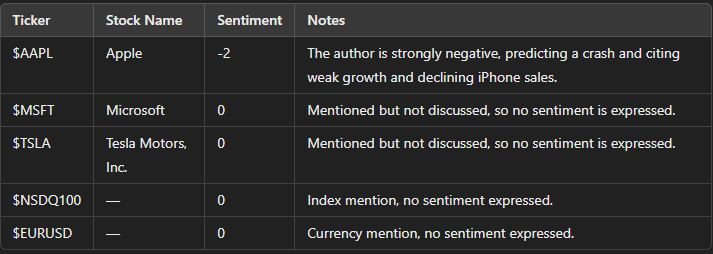 Ticker Stock Name Sentiment Notes
$AAPL Apple -2 The author is strongly negative, predicting a crash and citing
weak growth and declining iPhone sales.
$MSFT Microsoft 0 Mentioned but not discussed, so no sentiment is expressed.
$TSLA Tesla Motors, 0 Mentioned but not discussed, so no sentiment is expressed.
Inc.
$NSDQ100 — 0 Index mention, no sentiment expressed.
$EURUSD — 0 Currency mention, no sentiment expressed.